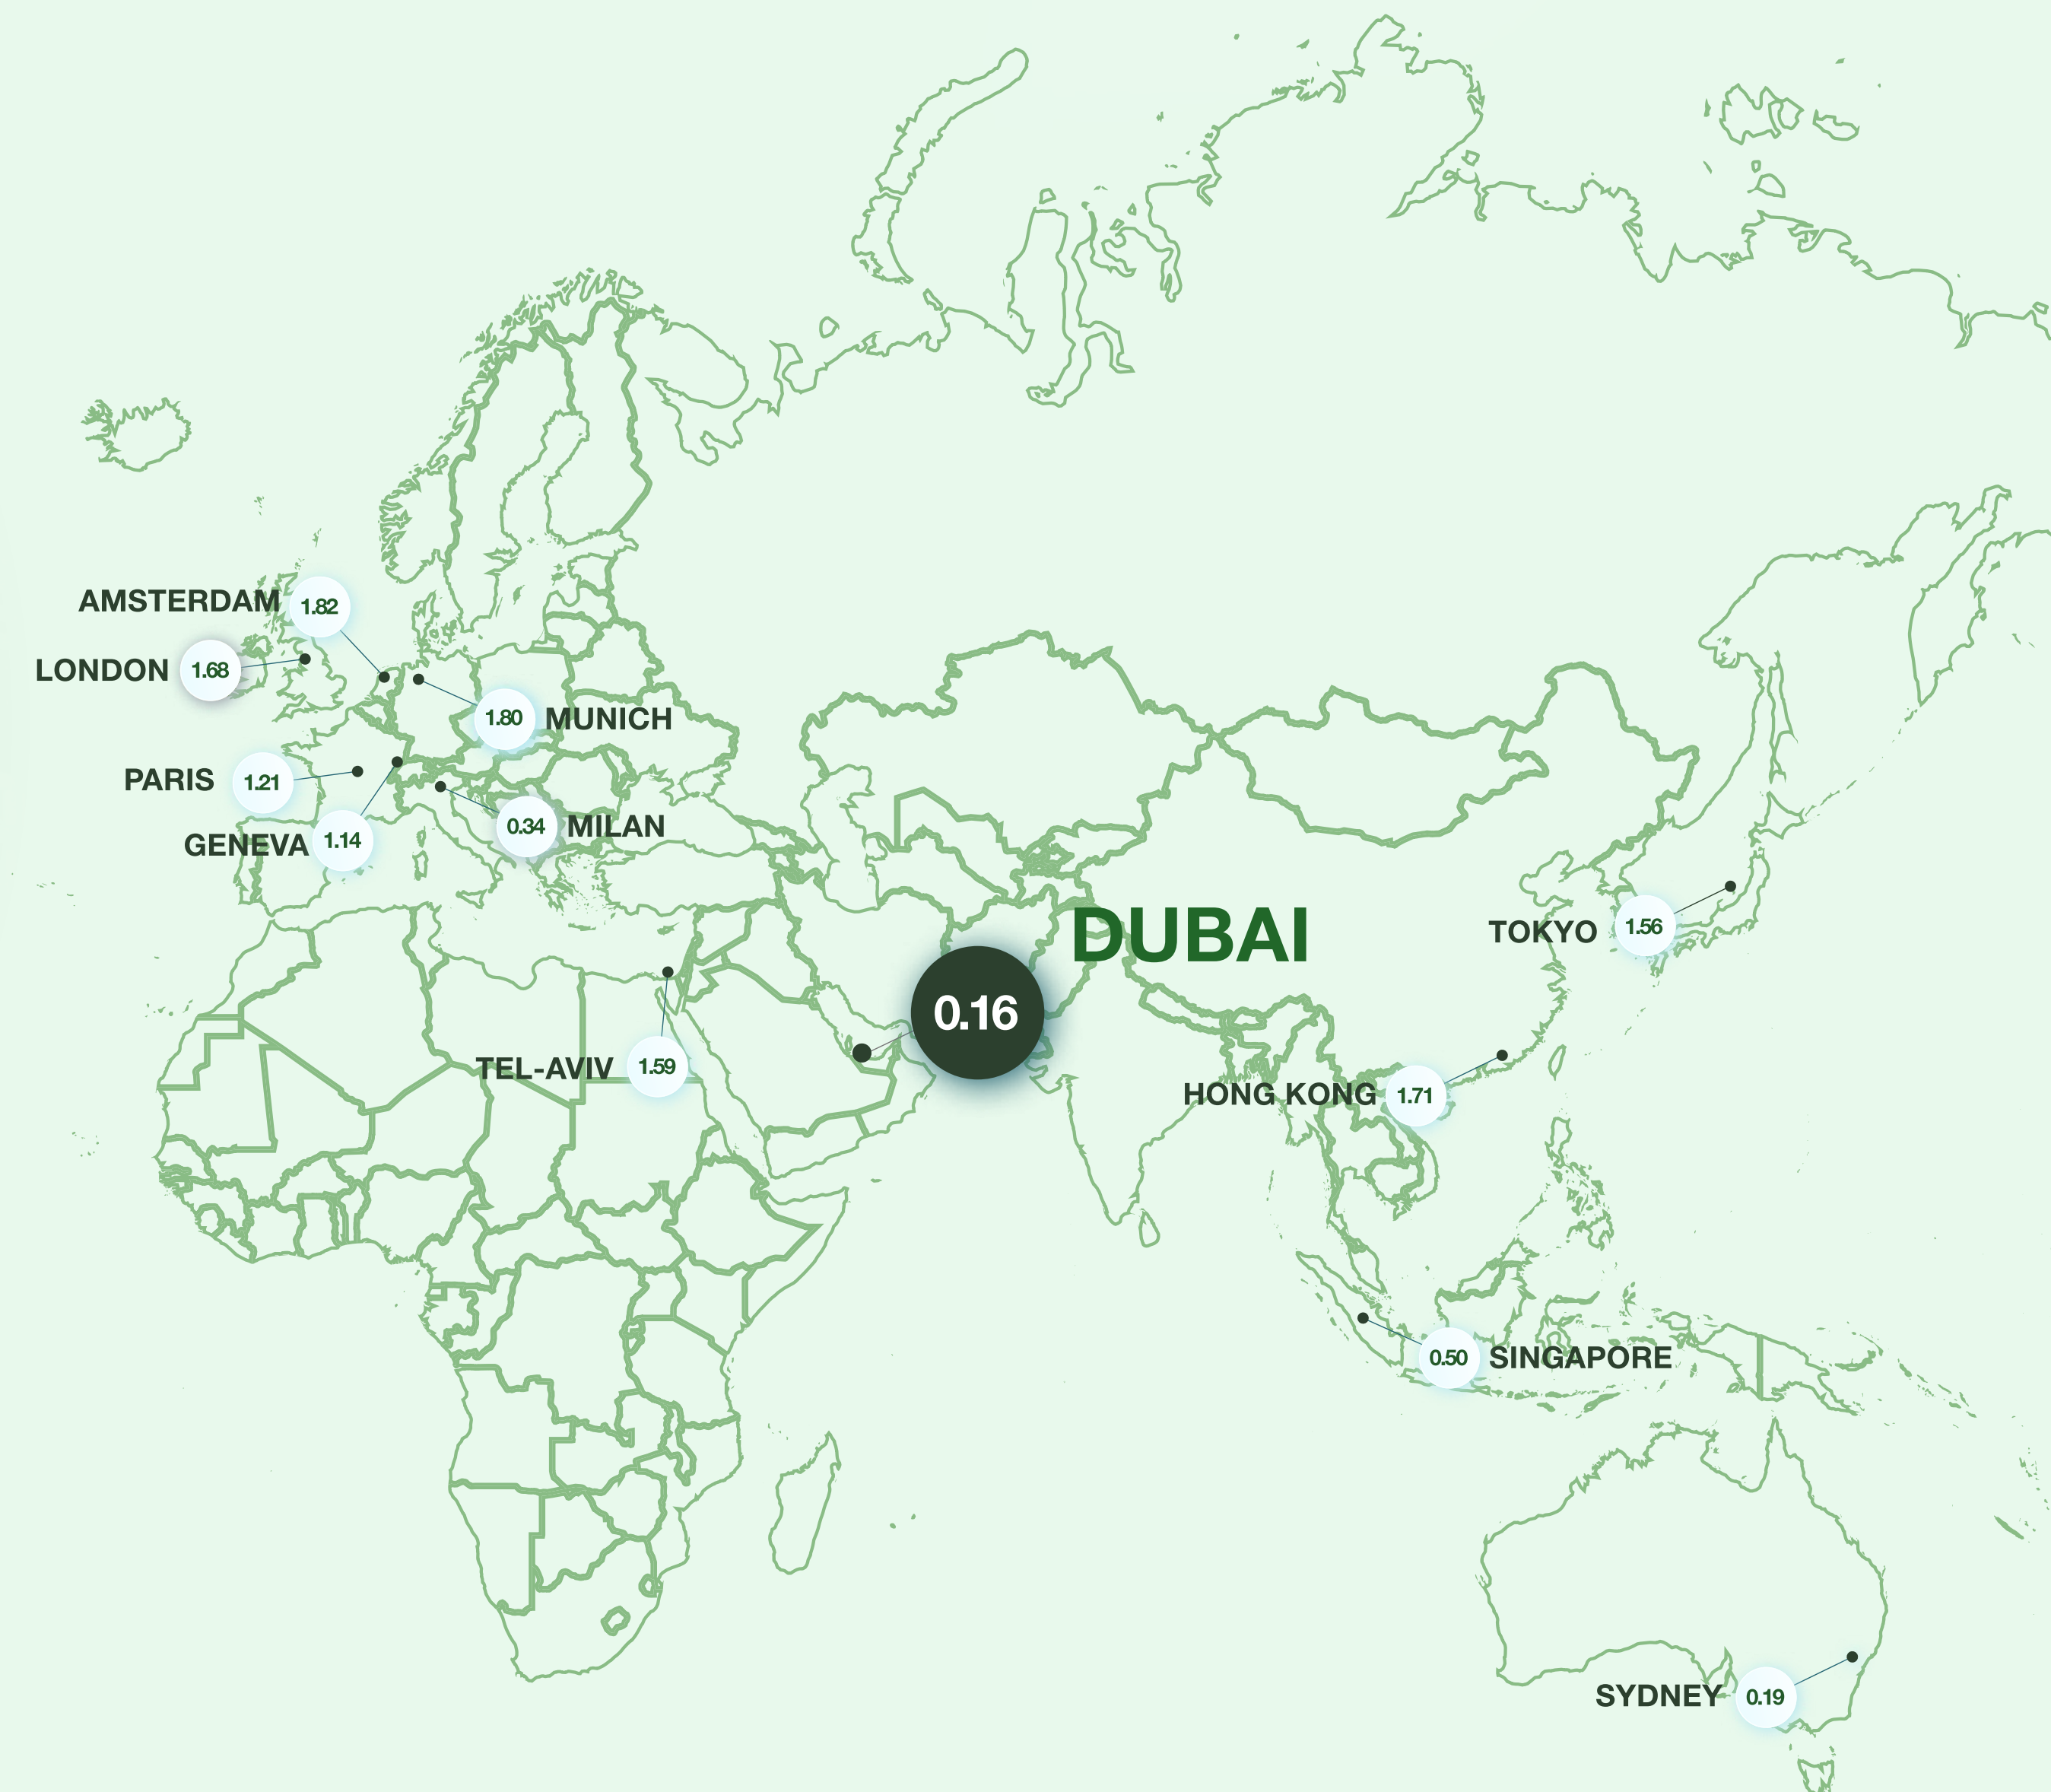 AMSTERDAM 1.82
LONDON 1.68
1.80 MUNICH
PARIS 1.21
GENEVA 1.14
0.34 MILAN
DUBAI
0.16
TOKYO 1.56
TEL-AVIV 1.59
HONG KONG 1.71
0.50 SINGAPORE
SYDNEY 0.19